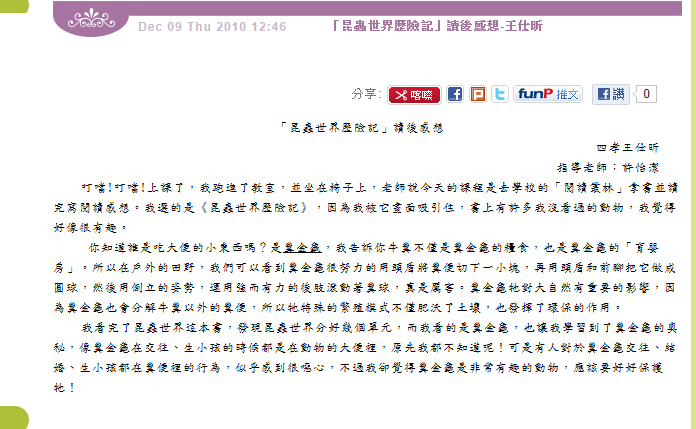 Dec 09 Thu 2010 12:46 「昆蟲世界歷險記」讀後感想-王仕昕
分享: 嘿嗦 funP 推文 讚 0
「昆蟲世界歷險記」讀後感想
四孝王仕昕
指導老師：許怡潔
叮噹!叮噹!上課了，我跑進了教室，並坐在椅子上，老師說今天的課程是去學校的「閱讀叢林」拿書並讀
完寫閱讀感想。我選的是《昆蟲世界歷險記》，因為我被它畫面吸引住，書上有許多我沒看過的動物，我覺得
好像很有趣。
你知道誰是吃大便的小東西嗎？是糞金龜，我告訴你牛糞不僅是糞金龜的糧食，也是糞金龜的「育嬰
房」。所以在戶外的田野，我們可以看到糞金龜很努力的用頭盾將糞便切下一小塊，再用頭盾和前腳把它做成
圓球，然後用倒立的姿勢，運用強而有力的後肢滾動著糞球，真是厲害。糞金龜牠對大自然有重要的影響，因
為糞金龜也會分解牛糞以外的糞便，所以牠特殊的繁殖模式不僅肥沃了土壤，也發揮了環保的作用。
我看完了昆蟲世界這本書，發現昆蟲世界分好幾個單元，而我看的是糞金龜，也讓我學習到了糞金龜的奧
秘，像糞金龜在交往、生小孩的時候都是在動物的大便裡，原先我都不知道呢！可是有人對於糞金龜交往、結
婚、生小孩都在糞便裡的行為，似乎感到很噁心，不過我卻覺得糞金龜是非常有趣的動物，應該要好好保護
牠！